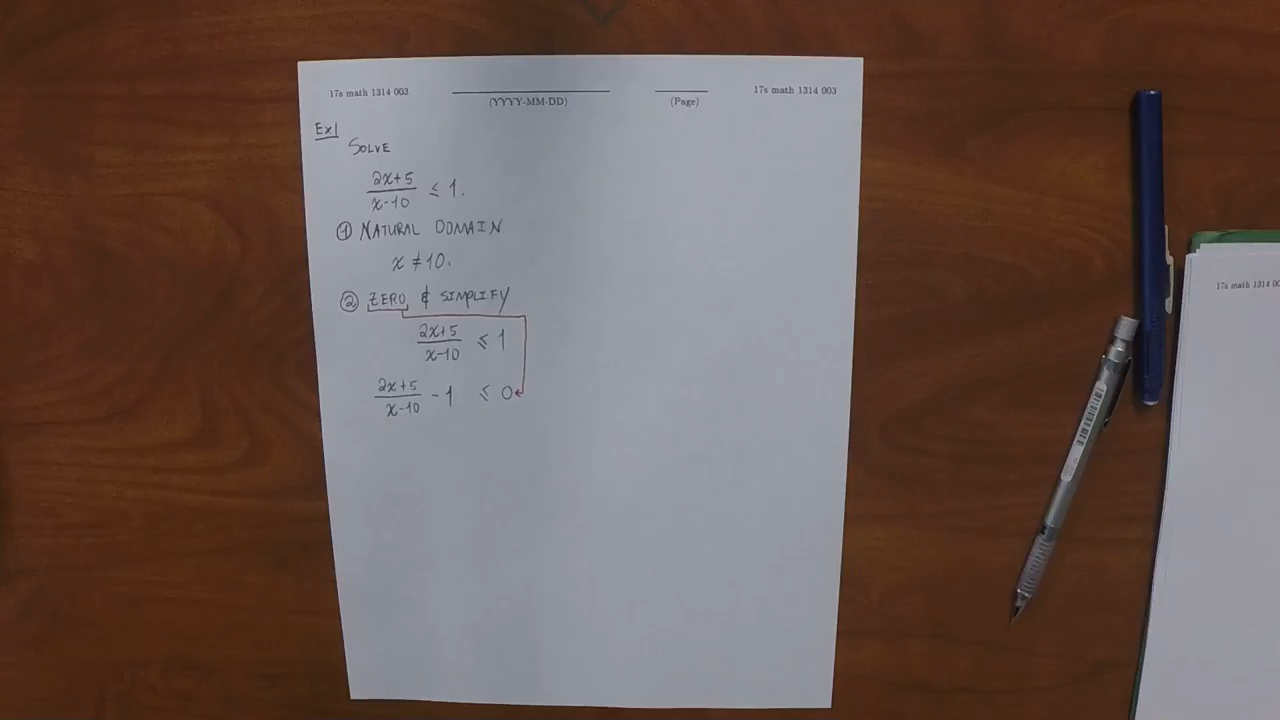 17s math 1314 003 (YYYY-MM-DD) (Page) 17s math 1314 003
Ex1
SOLVE
2x+5
x-10 ≤ 1.
① NATURAL DOMAIN
x ≠ 10.
② ZERO & SIMPLIFY
2x+5
x-10 ⩽ 1
2x+5
x-10 - 1 ⩽ 0
17s math 1314 00